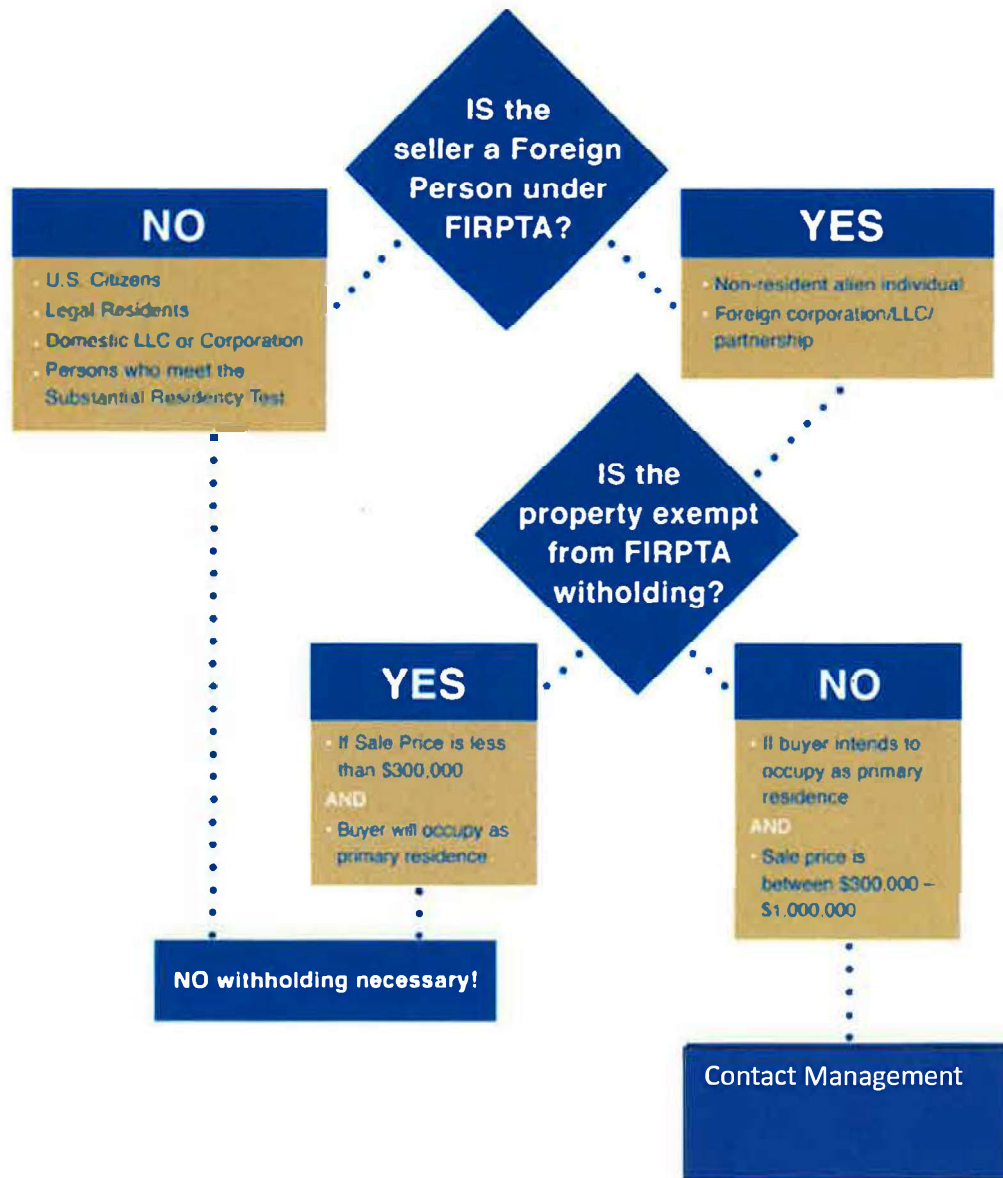 IS the
seller a Foreign
Person under
FIRPTA?
NO
· U.S. Citizens
· Legal Residents
· Domestic LLC or Corporation
· Persons who meet the
Substantial Residency Test
YES
· Non-resident alien individual
· Foreign corporation/LLC/
partnership
IS the
property exempt
from FIRPTA
witholding?
YES
· If Sale Price is less
than $300,000
AND
· Buyer will occupy as
primary residence
NO
· If buyer intends to
occupy as primary
residence
AND
· Sale price is
between $300,000 –
$1,000,000
NO withholding necessary!
Contact Management